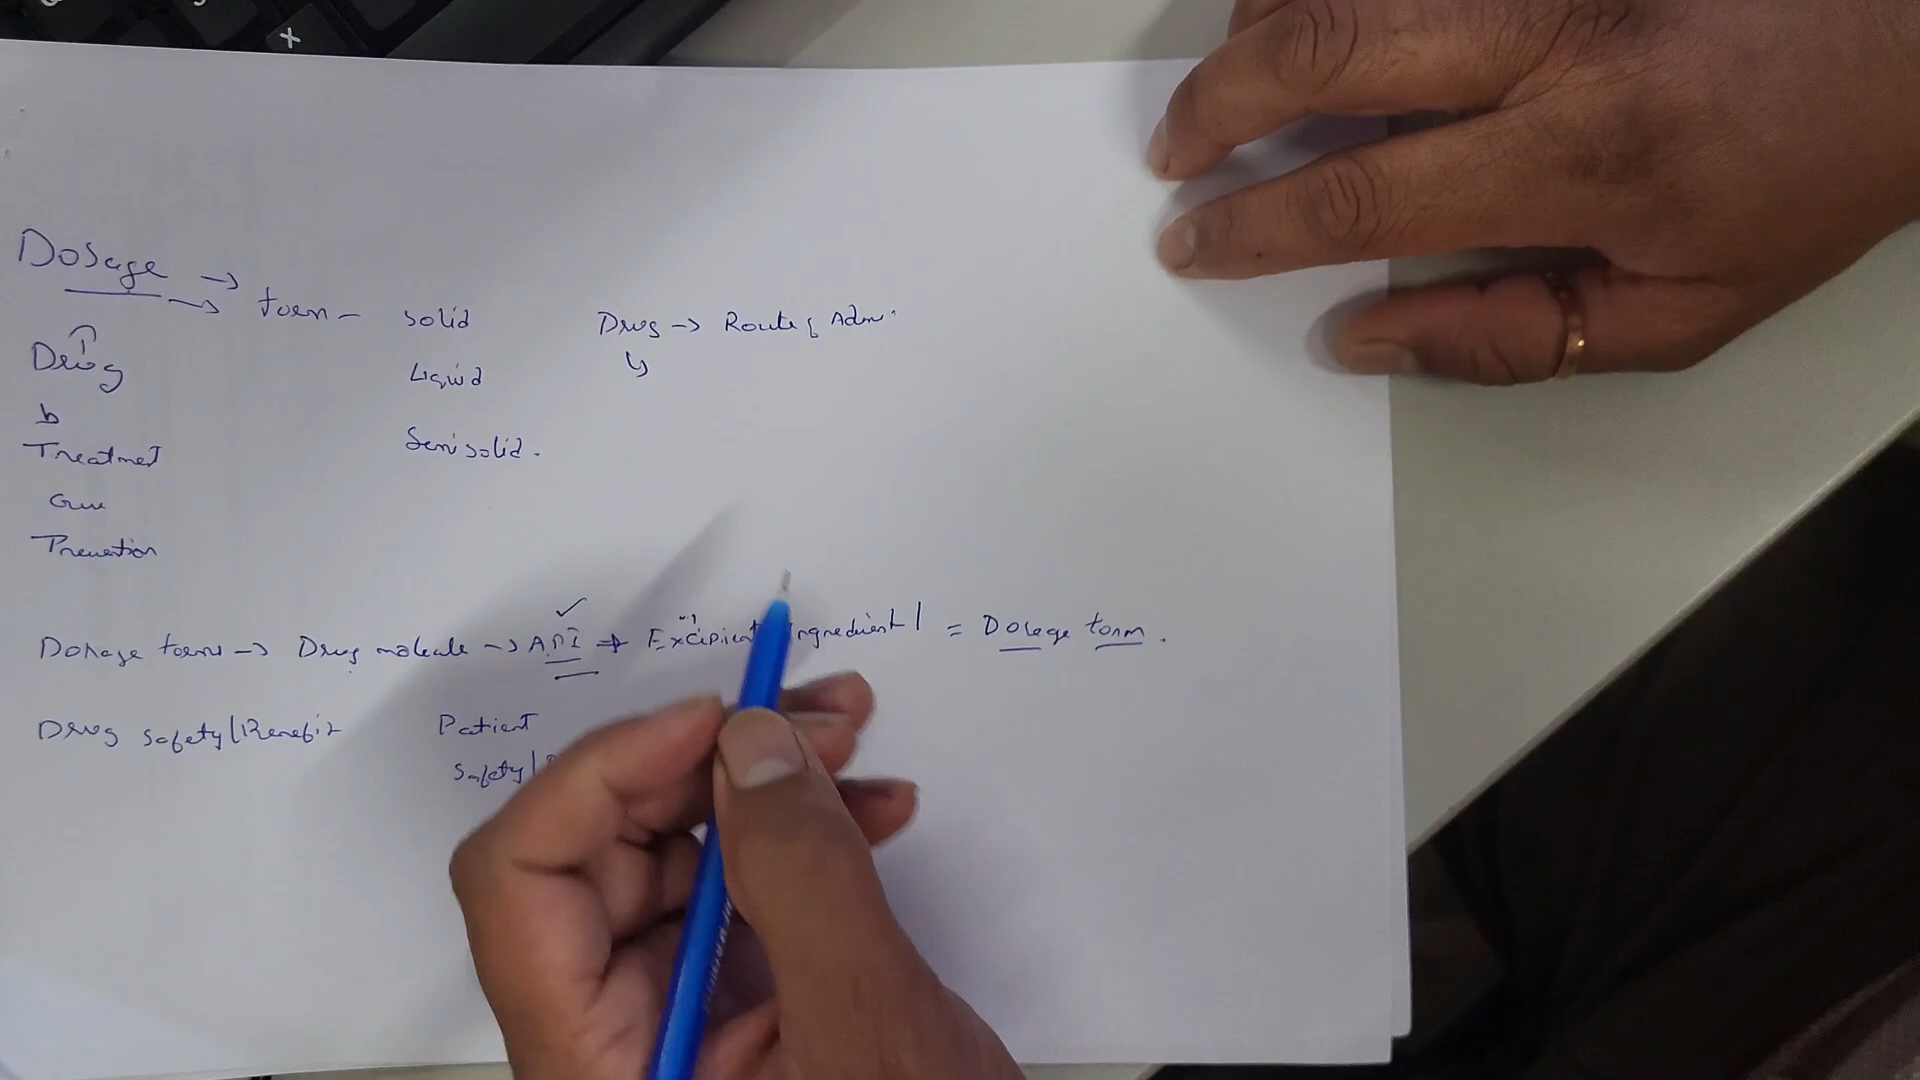 Dosage →
→ form - solid
Drug → Route of Adm.
Drug
Liquid
Treatment
Semisolid.
Cure
Prevention
Dosage form → Drug molecule → API → Excipient Ingredient / = Dosage form.
Drug safety/Benefit
Patient
Safety/